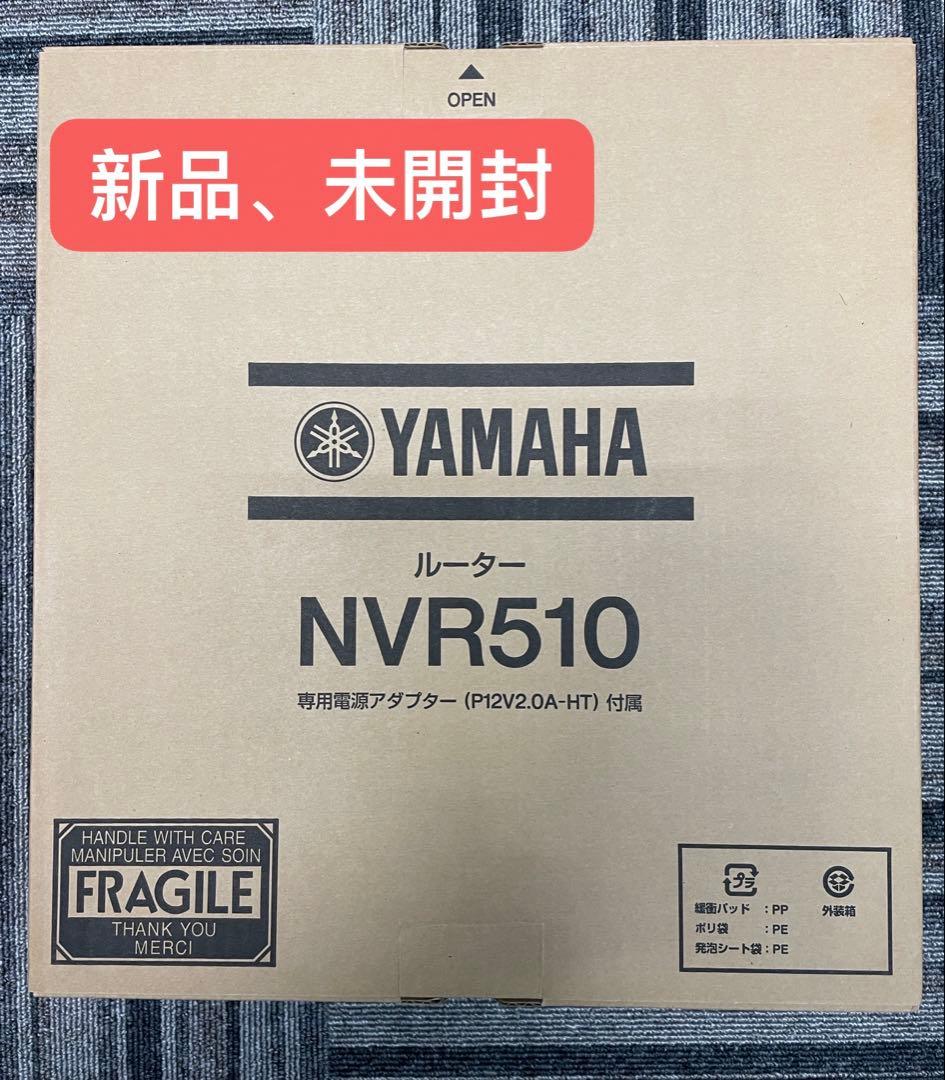 OPEN
新品、未開封
YAMAHA
ルーター
NVR510
専用電源アダプター（P12V2.0A-HT）付属
HANDLE WITH CARE
MANIPULER AVEC SOIN
FRAGILE
THANK YOU
MERCI
プラ
緩衝パッド ：PP
ポリ袋 ：PE
発泡シート袋：PE
外装箱